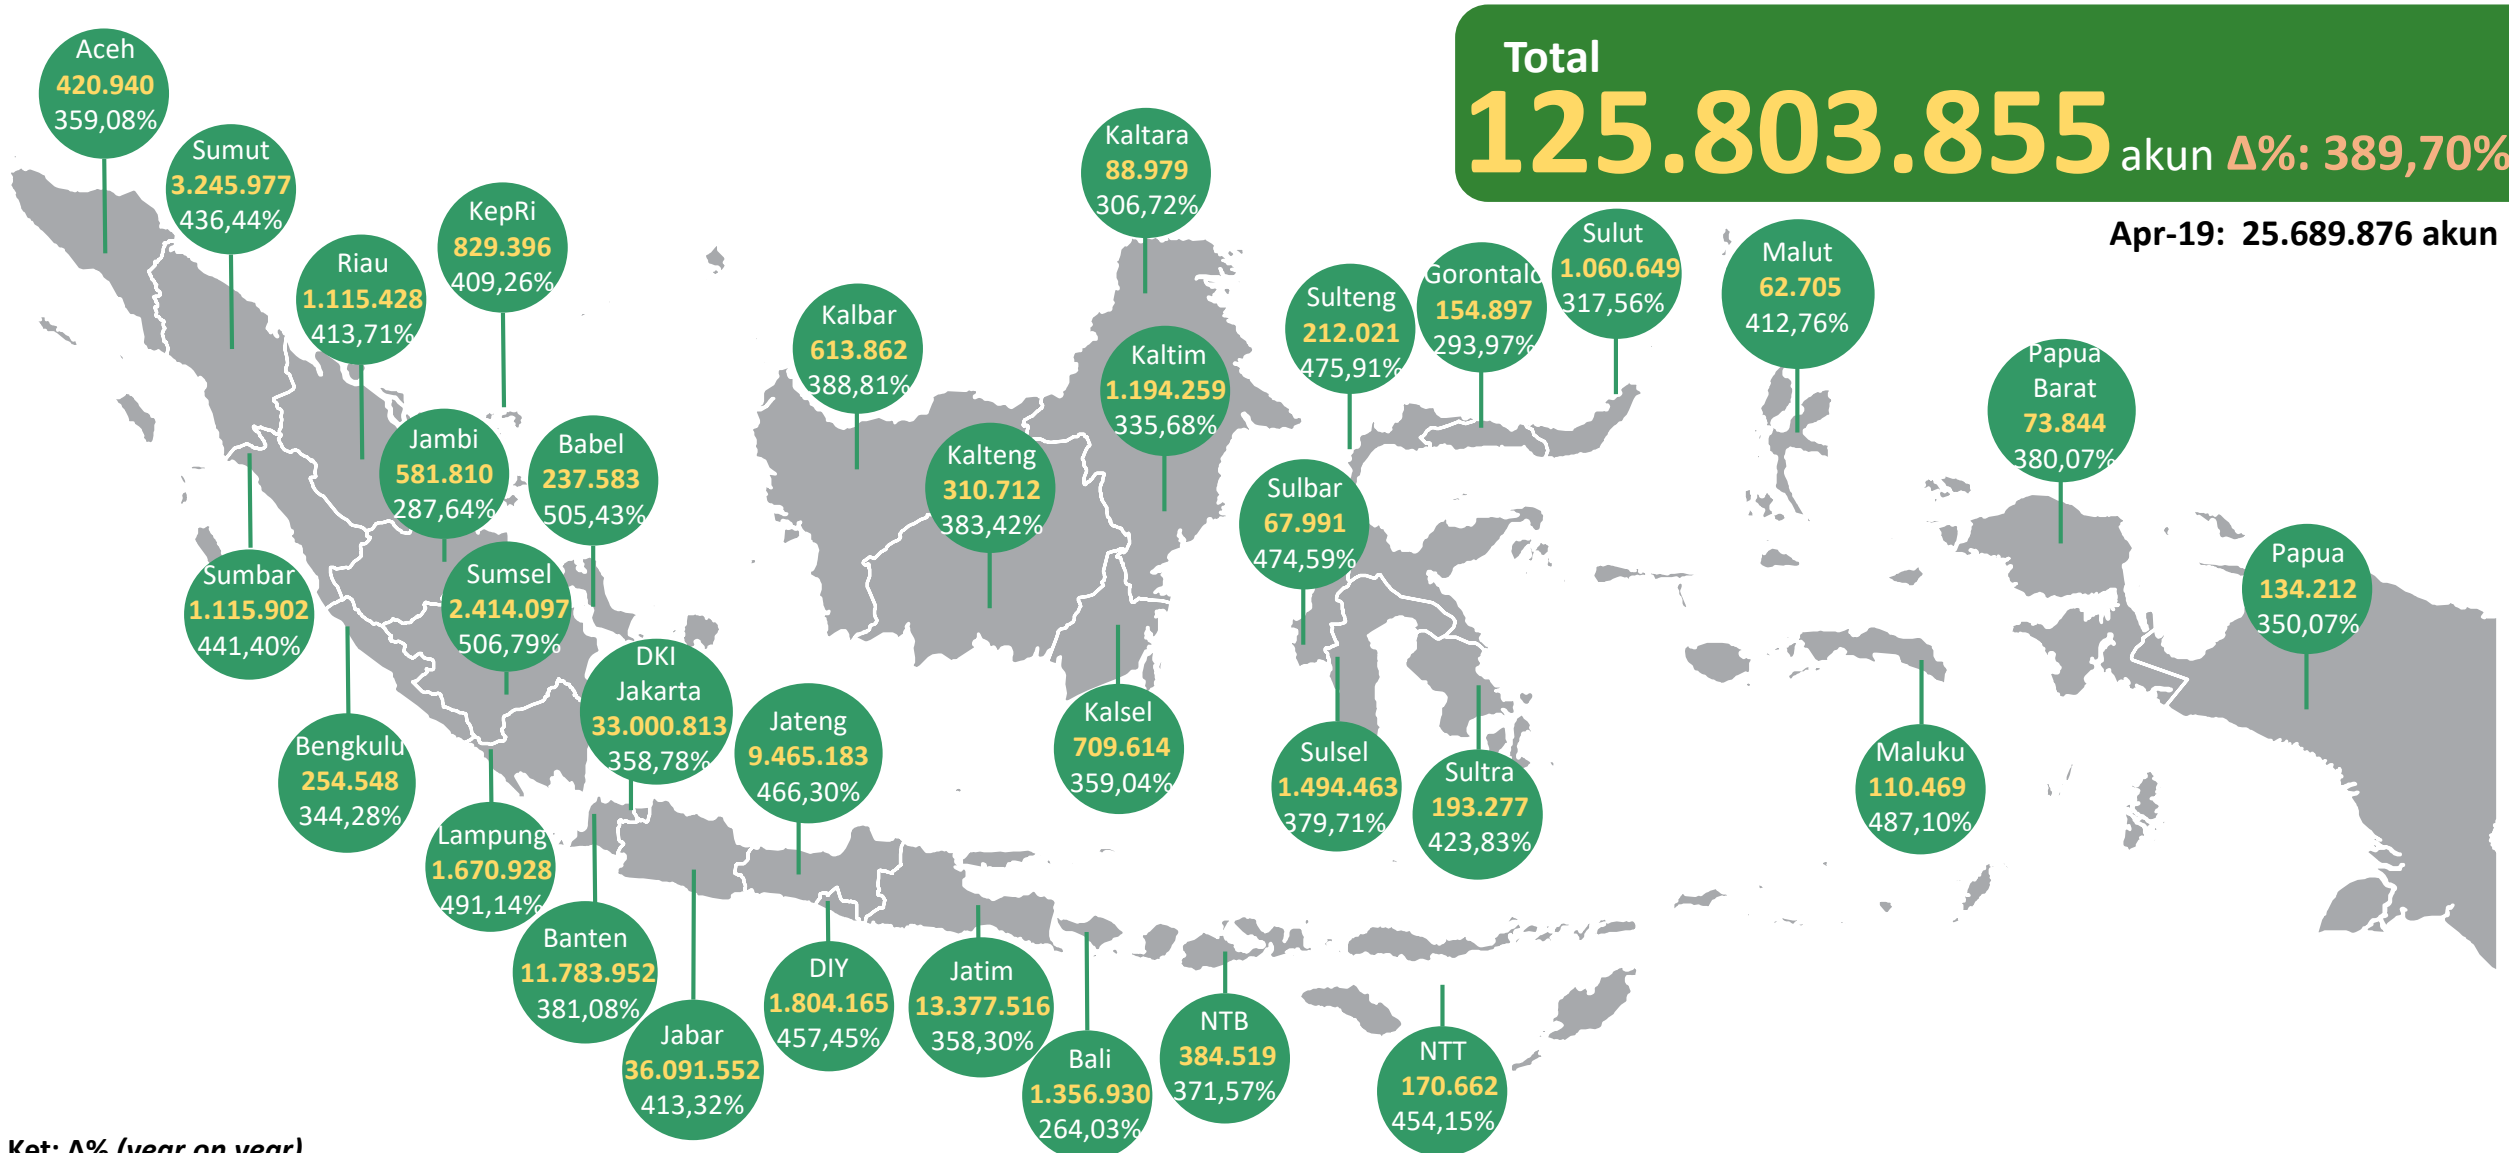 Total
125.803.855 akun Δ%: 389,70%
Apr-19: 25.689.876 akun
Aceh
420.940
359,08%
Sumut
3.245.977
436,44%
Riau
1.115.428
413,71%
KepRi
829.396
409,26%
Jambi
581.810
287,64%
Babel
237.583
505,43%
Sumbar
1.115.902
441,40%
Sumsel
2.414.097
506,79%
Bengkulu
254.548
344,28%
Lampung
1.670.928
491,14%
DKI
Jakarta
33.000.813
358,78%
Jateng
9.465.183
466,30%
Banten
11.783.952
381,08%
Jabar
36.091.552
413,32%
DIY
1.804.165
457,45%
Jatim
13.377.516
358,30%
Bali
1.356.930
264,03%
NTB
384.519
371,57%
NTT
170.662
454,15%
Kalbar
613.862
388,81%
Kalteng
310.712
383,42%
Kaltara
88.979
306,72%
Kaltim
1.194.259
335,68%
Kalsel
709.614
359,04%
Sulteng
212.021
475,91%
Gorontalo
154.897
293,97%
Sulut
1.060.649
317,56%
Sulbar
67.991
474,59%
Sulsel
1.494.463
379,71%
Sultra
193.277
423,83%
Malut
62.705
412,76%
Maluku
110.469
487,10%
Papua
Barat
73.844
380,07%
Papua
134.212
350,07%
Ket: Δ% (year on year)